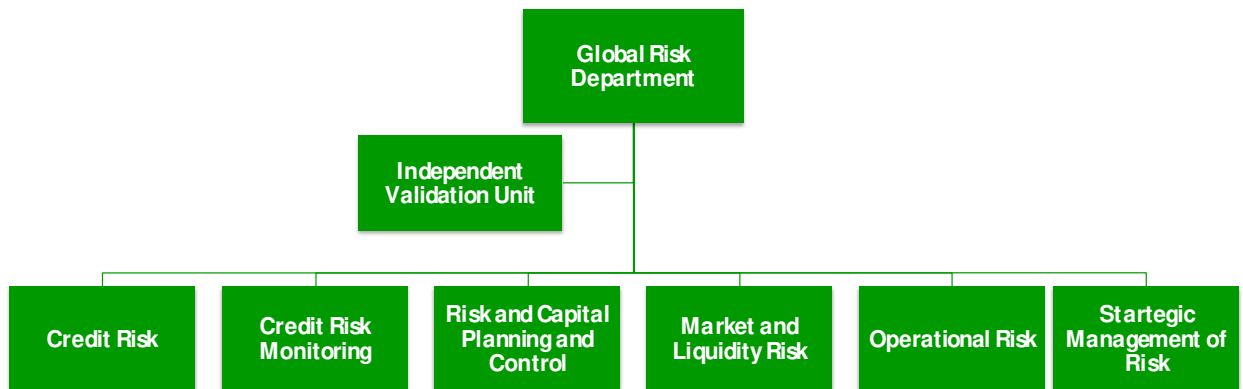 Global Risk
Department
Independent
Validation Unit
Credit Risk
Credit Risk
Monitoring
Risk and Capital
Planning and
Control
Market and
Liquidity Risk
Operational Risk
Startegic
Management of
Risk